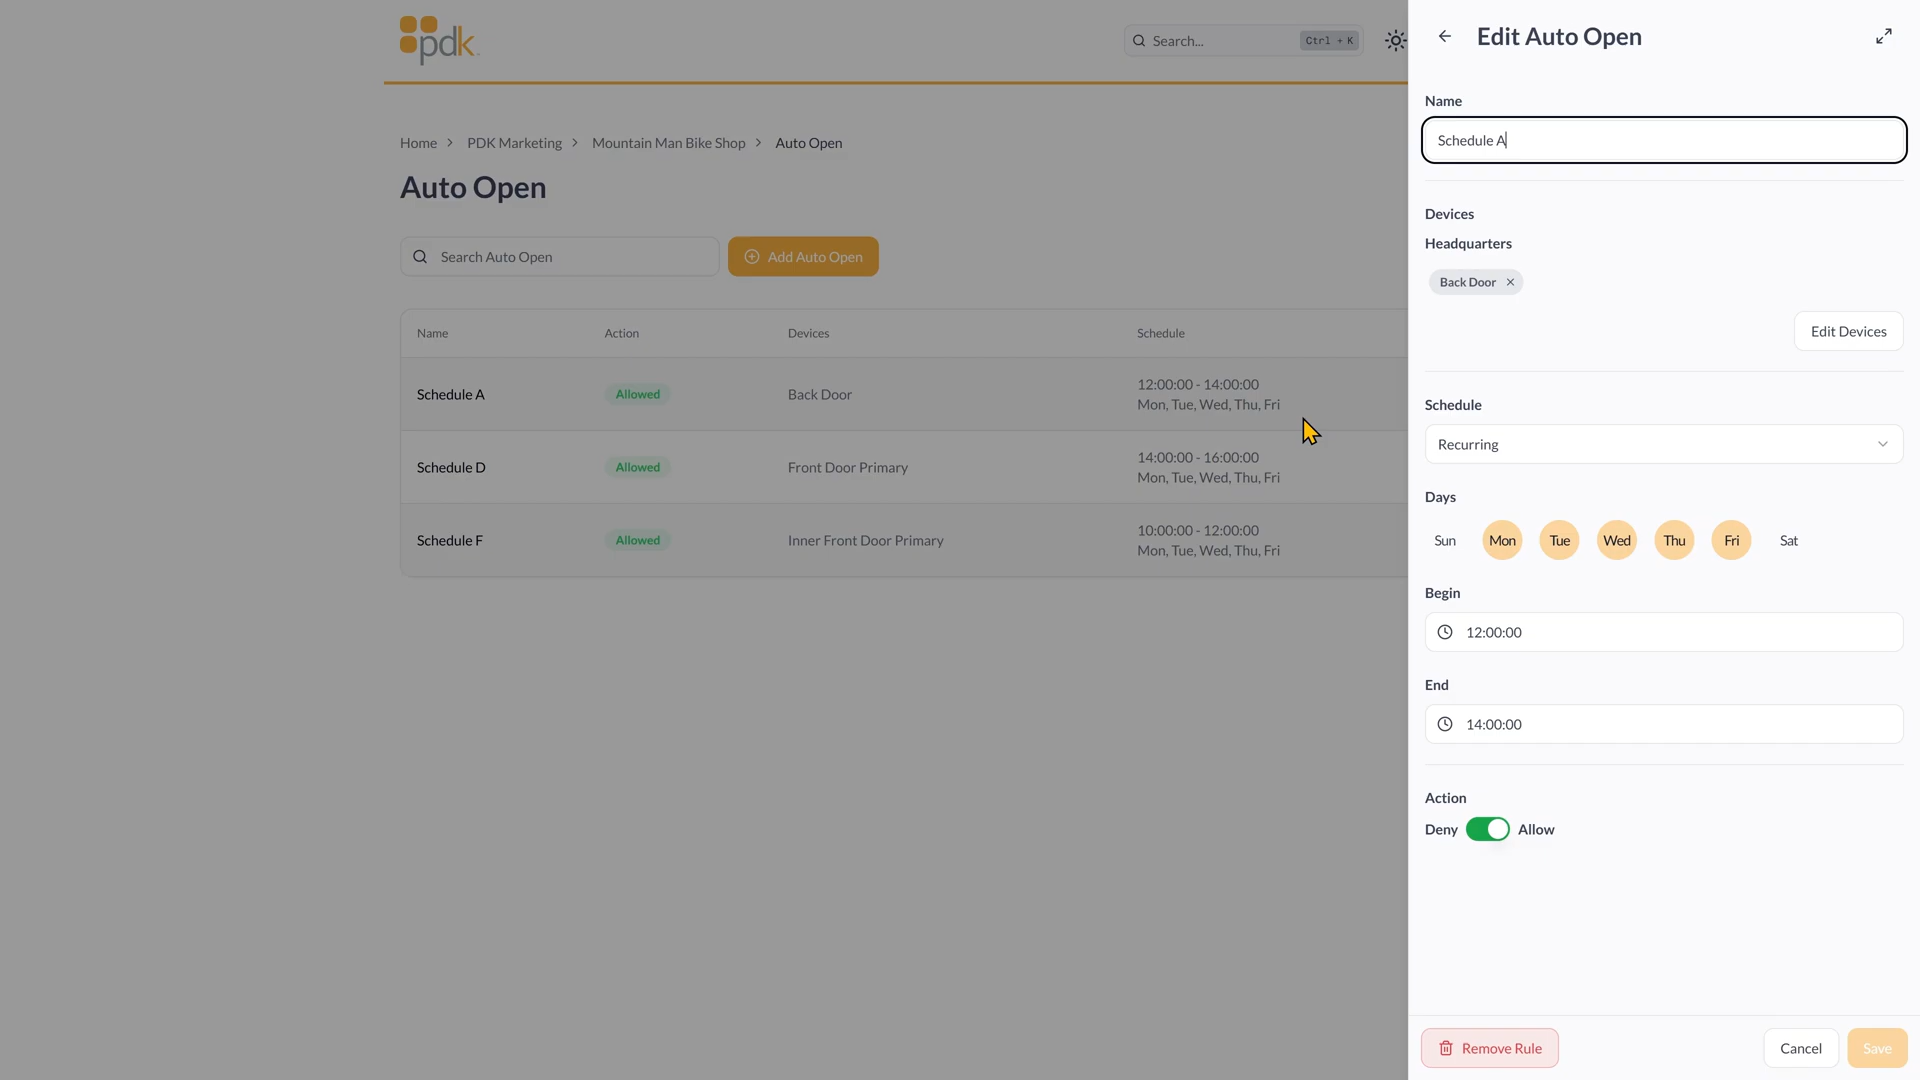 pdk
Search...
Ctrl + K
Home > PDK Marketing > Mountain Man Bike Shop > Auto Open
Auto Open
Search Auto Open
Add Auto Open
Name Action Devices Schedule
Schedule A Allowed Back Door 12:00:00 - 14:00:00
Mon, Tue, Wed, Thu, Fri
Schedule D Allowed Front Door Primary 14:00:00 - 16:00:00
Mon, Tue, Wed, Thu, Fri
Schedule F Allowed Inner Front Door Primary 10:00:00 - 12:00:00
Mon, Tue, Wed, Thu, Fri
Edit Auto Open
Name
Schedule A
Devices
Headquarters
Back Door
Edit Devices
Schedule
Recurring
Days
Sun Mon Tue Wed Thu Fri Sat
Begin
12:00:00
End
14:00:00
Action
Deny Allow
Remove Rule
Cancel
Save